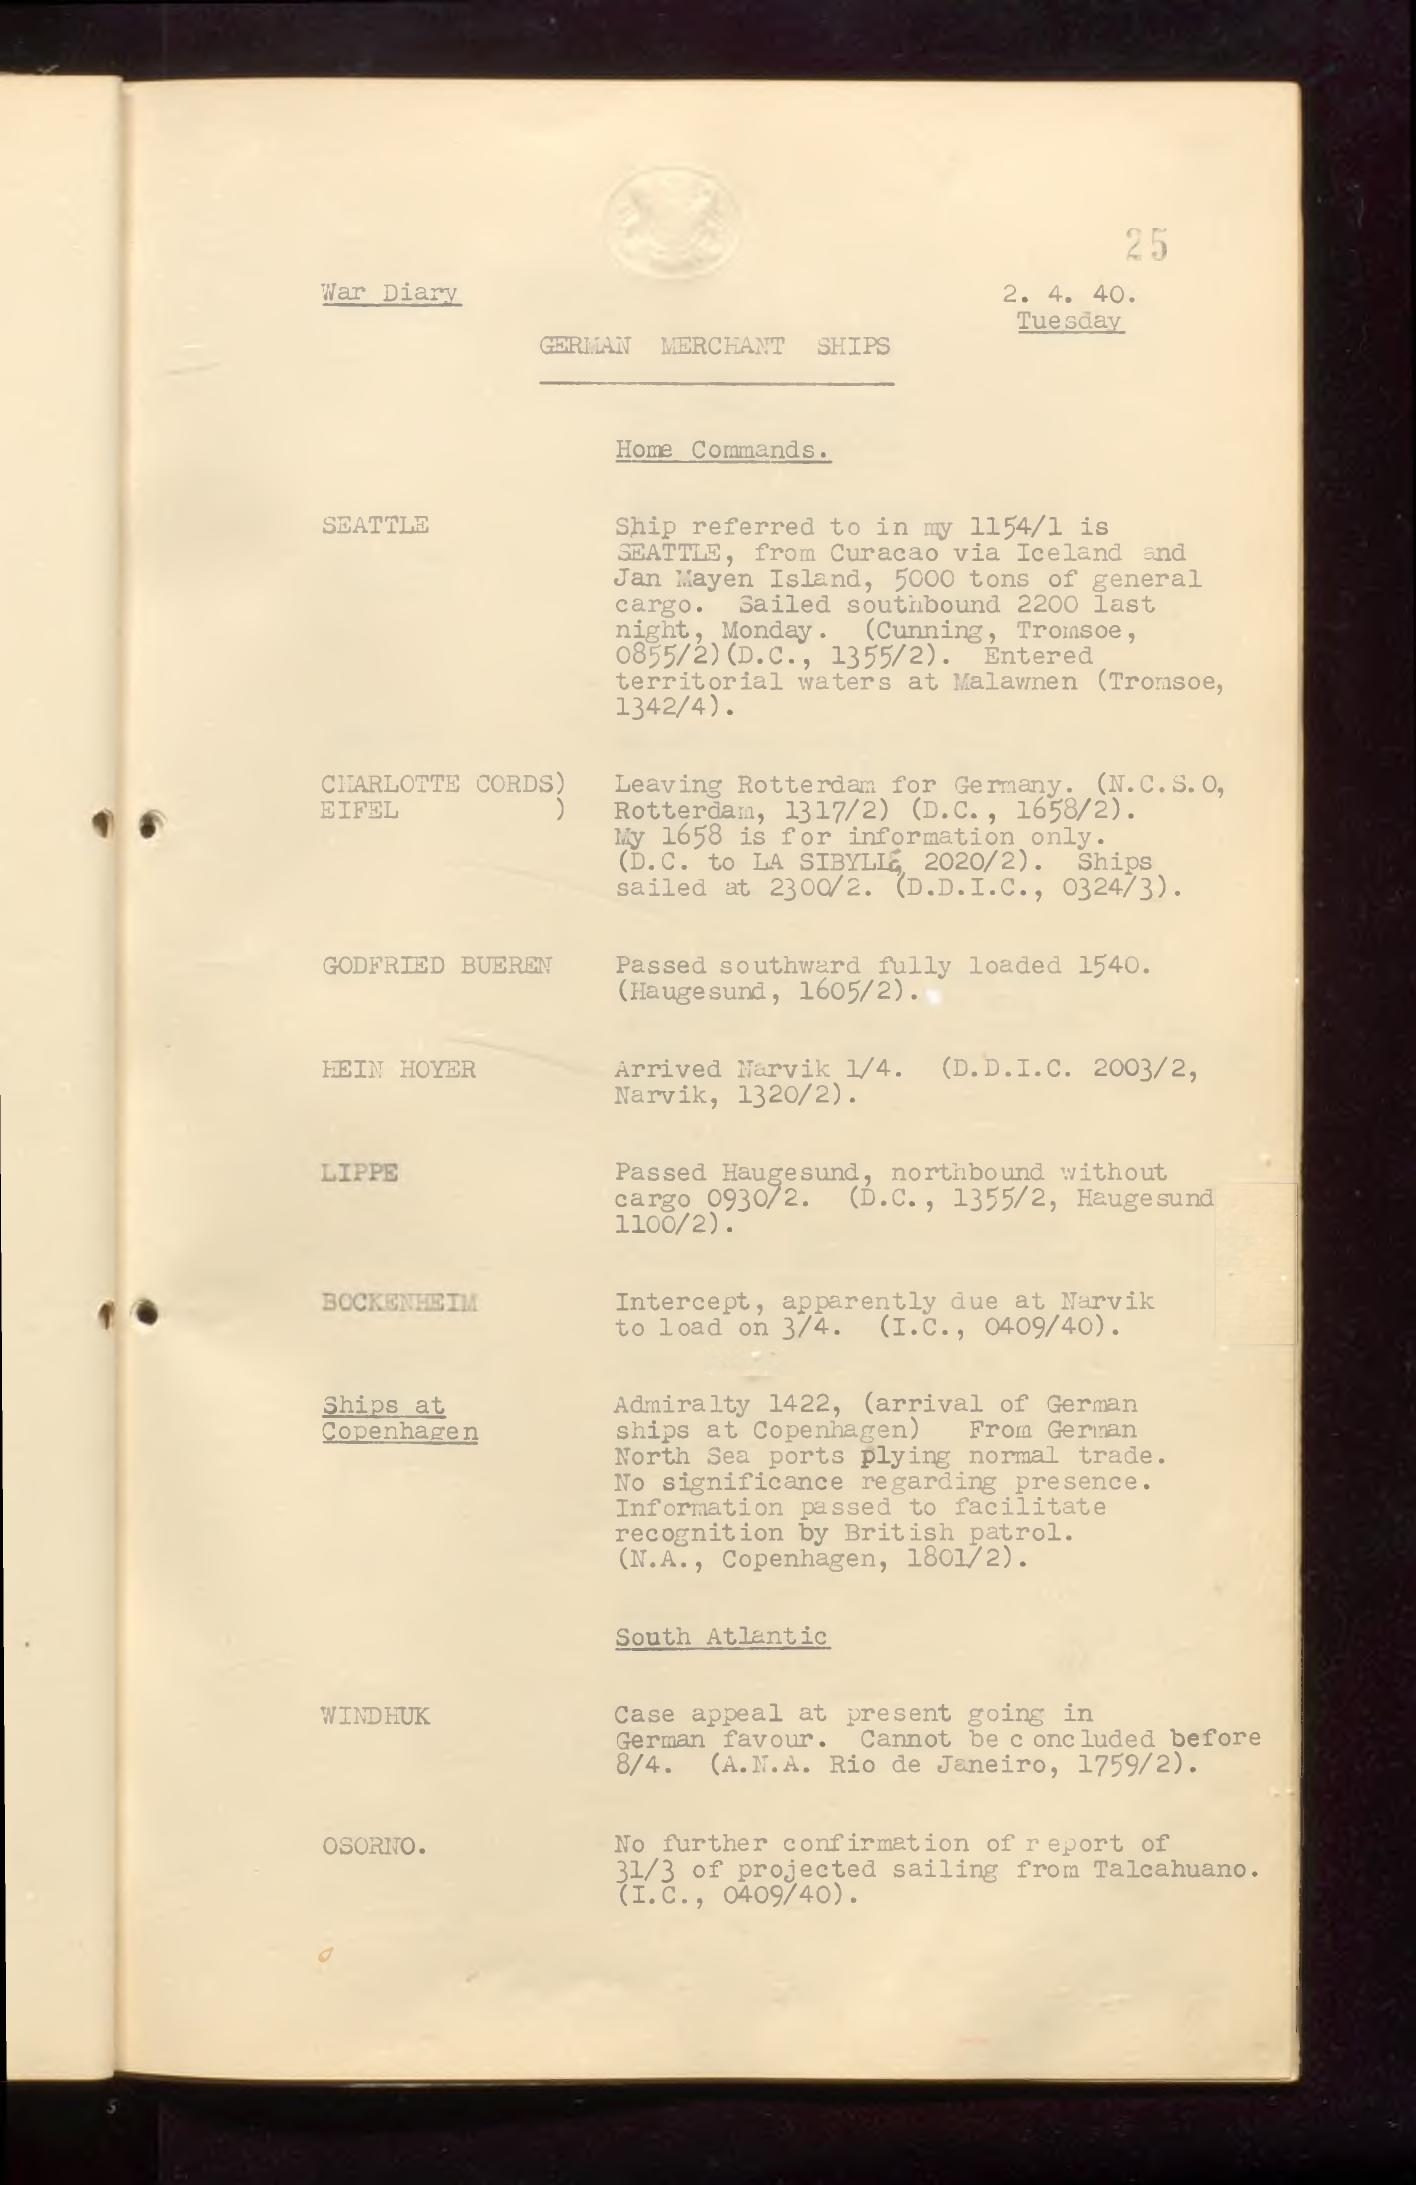 25
War Diary
2. 4. 40.
Tuesday
GERMAN MERCHANT SHIPS
Home Commands.
SEATTLE
Ship referred to in my 1154/1 is
SEATTLE, from Curacao via Iceland and
Jan Mayen Island, 5000 tons of general
cargo. Sailed southbound 2200 last
night, Monday. (Cunning, Tromsoe,
0855/2)(D.C., 1355/2). Entered
territorial waters at Malawnen (Tromsoe,
1342/4).
CHARLOTTE CORDS)
EIFEL )
Leaving Rotterdam for Germany. (N.C.S.O,
Rotterdam, 1317/2) (D.C., 1658/2).
My 1658 is for information only.
(D.C. to LA SIBYLLE, 2020/2). Ships
sailed at 2300/2. (D.D.I.C., 0324/3).
GODFRIED BUEREN
Passed southward fully loaded 1540.
(Haugesund, 1605/2).
HEIN HOYER
Arrived Narvik 1/4. (D.D.I.C. 2003/2,
Narvik, 1320/2).
LIPPE
Passed Haugesund, northbound without
cargo 0930/2. (D.C., 1355/2, Haugesund
1100/2).
BOCKENHEIM
Intercept, apparently due at Narvik
to load on 3/4. (I.C., 0409/40).
Ships at
Copenhagen
Admiralty 1422, (arrival of German
ships at Copenhagen) From German
North Sea ports plying normal trade.
No significance regarding presence.
Information passed to facilitate
recognition by British patrol.
(N.A., Copenhagen, 1801/2).
South Atlantic
WINDHUK
Case appeal at present going in
German favour. Cannot be concluded before
8/4. (A.N.A. Rio de Janeiro, 1759/2).
OSORNO.
No further confirmation of report of
31/3 of projected sailing from Talcahuano.
(I.C., 0409/40).